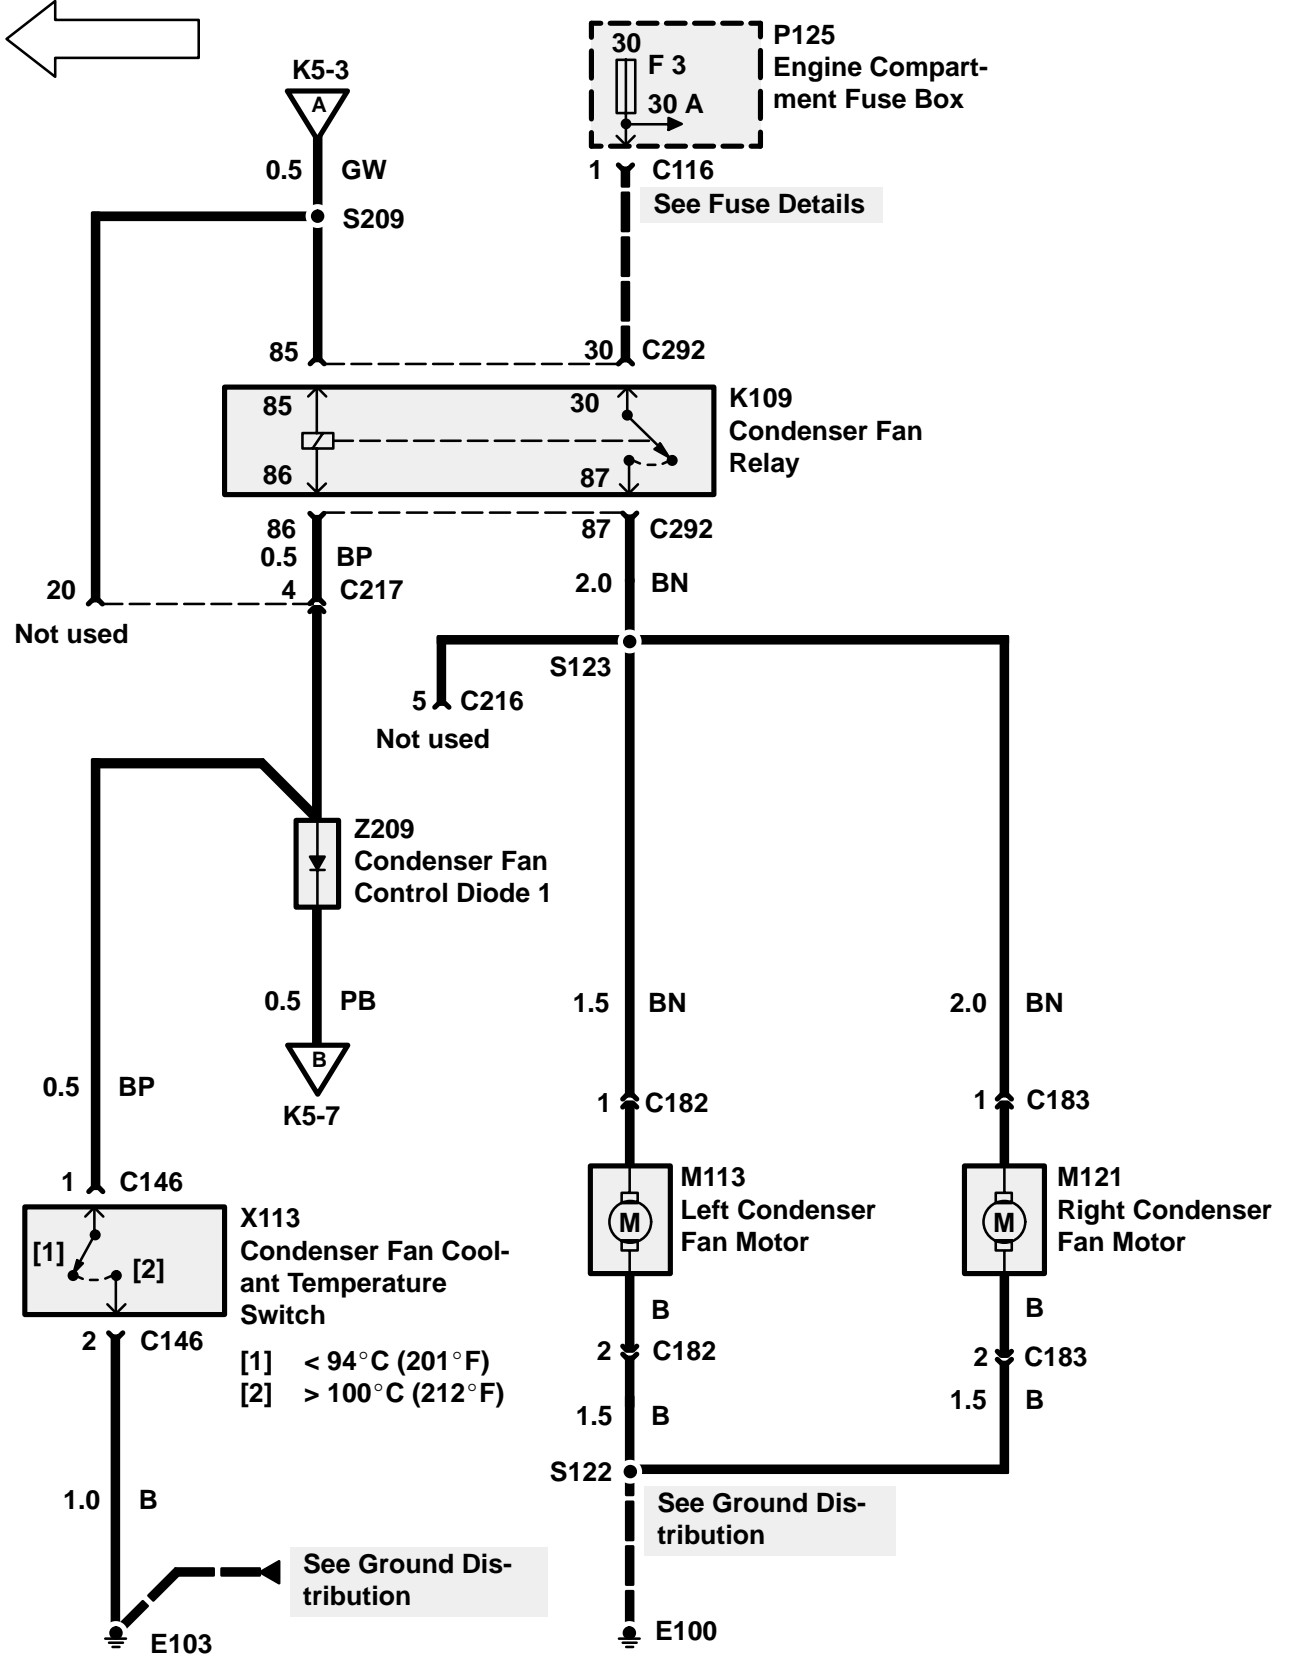 K5-3
A
0.5 GW
S209
30
F 3
30 A
P125
Engine Compart-
ment Fuse Box
1 C116
See Fuse Details
85
30 C292
85
30
86
87
K109
Condenser Fan
Relay
86
0.5 BP
87 C292
2.0 BN
20
4 C217
Not used
S123
5 C216
Not used
Z209
Condenser Fan
Control Diode 1
0.5 PB
B
K5-7
1.5 BN
2.0 BN
0.5 BP
1 C182
1 C183
1 C146
[1]
[2]
X113
Condenser Fan Cool-
ant Temperature
Switch
[1] < 94°C (201°F)
[2] > 100°C (212°F)
2 C146
M
M113
Left Condenser
Fan Motor
M
M121
Right Condenser
Fan Motor
B
2 C182
1.5 B
B
2 C183
1.5 B
S122
See Ground Dis-
tribution
1.0 B
See Ground Dis-
tribution
E103
E100